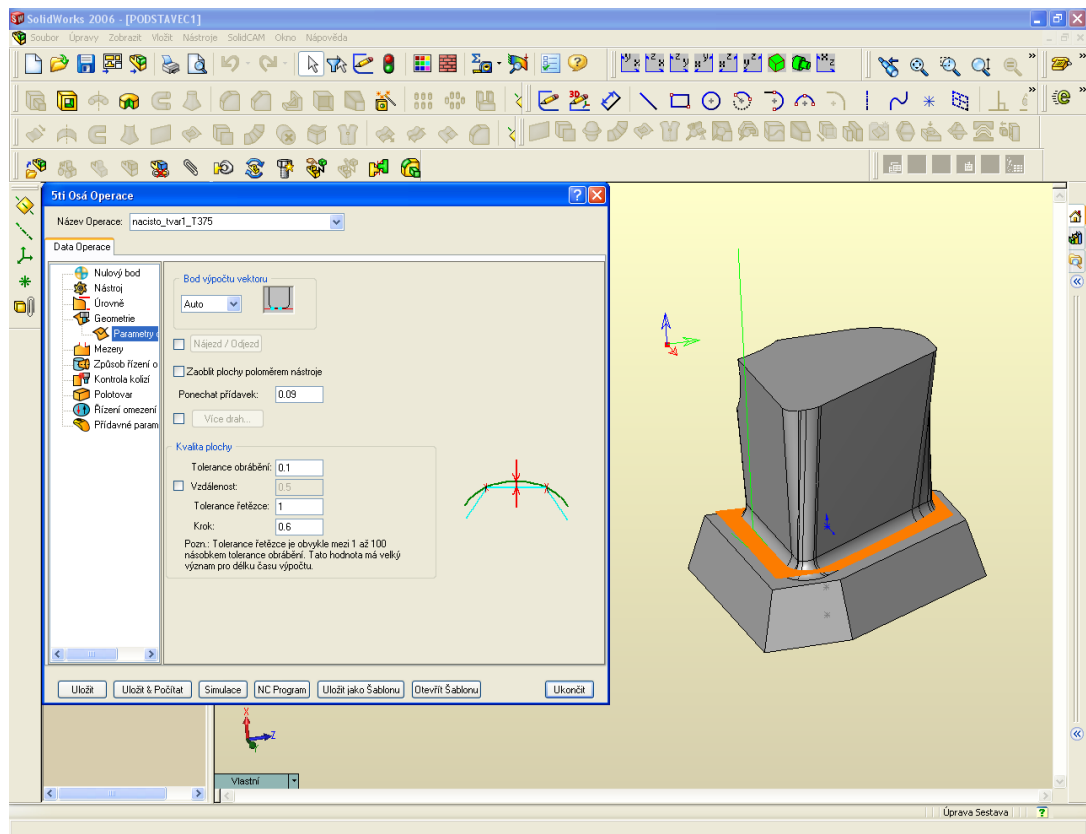 SolidWorks 2006 - [PODSTAVEC1]
Soubor Úpravy Zobrazit Vložit Nástroje SolidCAM Okno Nápověda
5ti Osá Operace
Název Operace: nacisto_tvar1_T375
Data Operace
Nulový bod
Nástroj
Úrovně
Geometrie
Parametry
Mezery
Způsob řízení o
Kontrola kolizí
Polotovar
Řízení omezení
Přídavné param
Bod výpočtu vektoru
Auto
Nájezd / Odjezd
Zaoblit plochy poloměrem nástroje
Ponechat přídavek: 0.09
Více drah...
Kvalita plochy
Tolerance obrábění: 0.1
Vzdálenost: 0.5
Tolerance řetězce: 1
Krok: 0.6
Pozn.: Tolerance řetězce je obvykle mezi 1 až 100
násobkem tolerance obrábění. Tato hodnota má velký
význam pro délku času výpočtu.
Uložit Uložit & Počítat Simulace NC Program Uložit jako Šablonu Otevřít Šablonu Ukončit
X
Z
Vlastní
Úprava Sestava